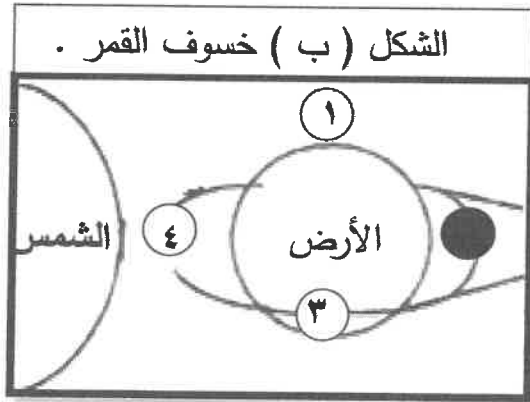 الشكل ( ب ) خسوف القمر .
١
الشمس
٤
الأرض
٣